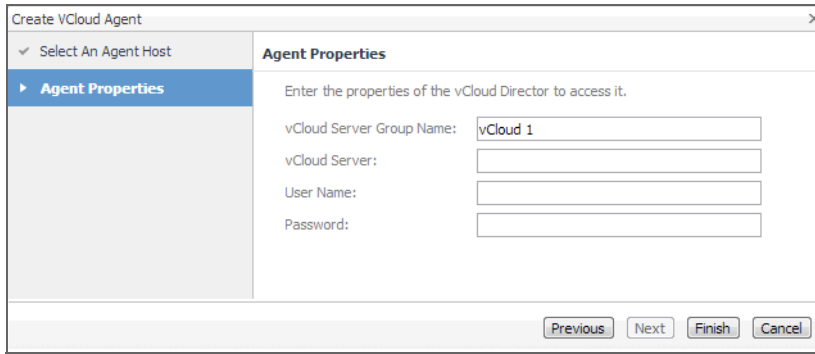 Create VCloud Agent
Select An Agent Host
Agent Properties
Agent Properties
Enter the properties of the vCloud Director to access it.
vCloud Server Group Name: vCloud 1
vCloud Server:
User Name:
Password:
Previous Next Finish Cancel